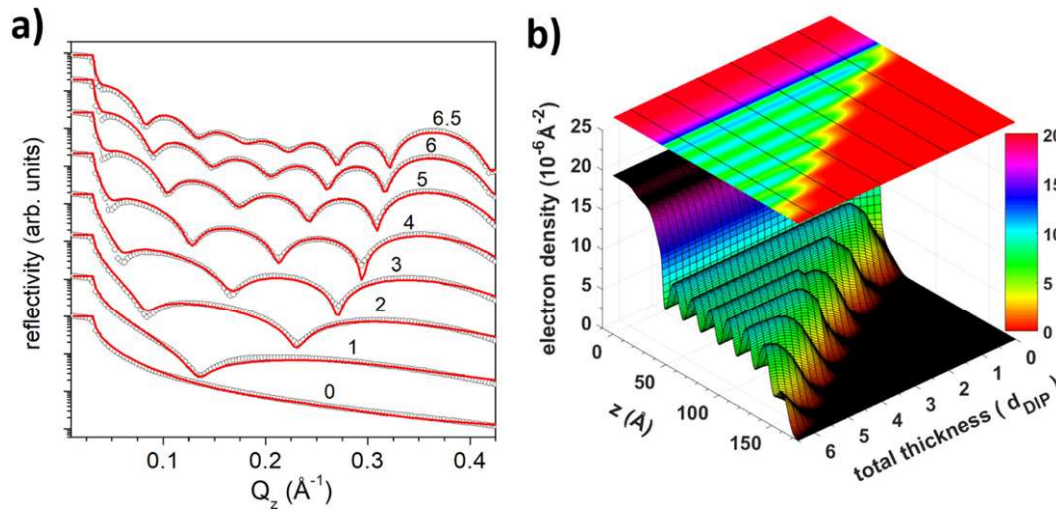 a)
reflectivity (arb. units)
6.5
6
5
4
3
2
1
0
0.1 0.2 0.3 0.4
Q_z (Å^-1)
b)
electron density (10^-6 Å^-2)
25
20
15
10
5
0
0 50 100 150
z (Å)
6 5 4 3 2 1 0
total thickness ( d_DIP )
20
15
10
5
0